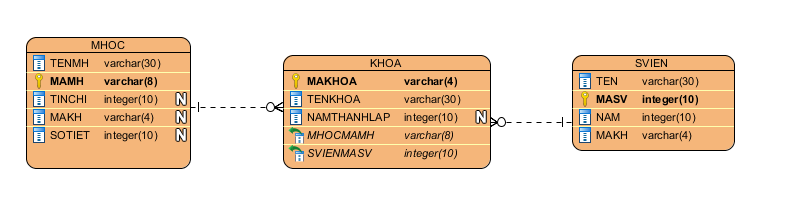 MHOC
TENMH varchar(30)
MAMH varchar(8)
TINCHI integer(10) N
MAKH varchar(4) N
SOTIET integer(10) N
KHOA
MAKHOA varchar(4)
TENKHOA varchar(30)
NAMTHANHLAP integer(10) N
MHOCMAMH varchar(8)
SVIENMASV integer(10)
SVIEN
TEN varchar(30)
MASV integer(10)
NAM integer(10)
MAKH varchar(4)